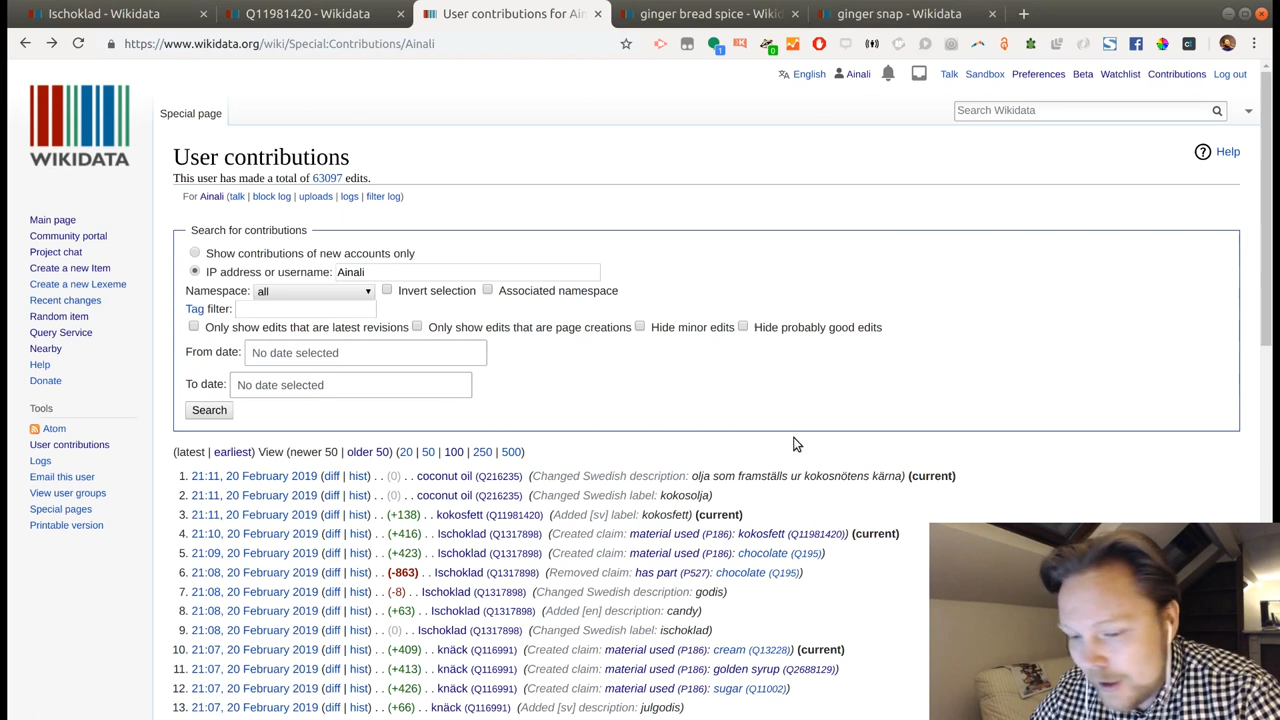 Ischoklad - Wikidata
Q11981420 - Wikidata
User contributions for Ain
ginger bread spice - Wikid
ginger snap - Wikidata
https://www.wikidata.org/wiki/Special:Contributions/Ainali
1
0
English Ainali Talk Sandbox Preferences Beta Watchlist Contributions Log out
WIKIDATA
Special page
Search Wikidata
User contributions
Help
This user has made a total of 63097 edits.
For Ainali (talk | block log | uploads | logs | filter log)
Main page
Community portal
Project chat
Create a new Item
Create a new Lexeme
Recent changes
Random item
Query Service
Nearby
Help
Donate
Tools
Atom
User contributions
Logs
Email this user
View user groups
Special pages
Printable version
Search for contributions
Show contributions of new accounts only
IP address or username: Ainali
Namespace: all Invert selection Associated namespace
Tag filter:
Only show edits that are latest revisions Only show edits that are page creations Hide minor edits Hide probably good edits
From date: No date selected
To date: No date selected
Search
(latest | earliest) View (newer 50 | older 50) (20 | 50 | 100 | 250 | 500)
1. 21:11, 20 February 2019 (diff | hist) . . (0) . . coconut oil (Q216235) (Changed Swedish description: olja som framställs ur kokosnötens kärna) (current)
2. 21:11, 20 February 2019 (diff | hist) . . (0) . . coconut oil (Q216235) (Changed Swedish label: kokosolja)
3. 21:11, 20 February 2019 (diff | hist) . . (+138) . . kokosfett (Q11981420) (Added [sv] label: kokosfett) (current)
4. 21:10, 20 February 2019 (diff | hist) . . (+416) . . Ischoklad (Q1317898) (Created claim: material used (P186): kokosfett (Q11981420)) (current)
5. 21:09, 20 February 2019 (diff | hist) . . (+423) . . Ischoklad (Q1317898) (Created claim: material used (P186): chocolate (Q195))
6. 21:08, 20 February 2019 (diff | hist) . . (-863) . . Ischoklad (Q1317898) (Removed claim: has part (P527): chocolate (Q195))
7. 21:08, 20 February 2019 (diff | hist) . . (-8) . . Ischoklad (Q1317898) (Changed Swedish description: godis)
8. 21:08, 20 February 2019 (diff | hist) . . (+63) . . Ischoklad (Q1317898) (Added [en] description: candy)
9. 21:08, 20 February 2019 (diff | hist) . . (0) . . Ischoklad (Q1317898) (Changed Swedish label: ischoklad)
10. 21:07, 20 February 2019 (diff | hist) . . (+409) . . knäck (Q116991) (Created claim: material used (P186): cream (Q13228)) (current)
11. 21:07, 20 February 2019 (diff | hist) . . (+413) . . knäck (Q116991) (Created claim: material used (P186): golden syrup (Q2688129))
12. 21:07, 20 February 2019 (diff | hist) . . (+426) . . knäck (Q116991) (Created claim: material used (P186): sugar (Q11002))
13. 21:07, 20 February 2019 (diff | hist) . . (+66) . . knäck (Q116991) (Added [sv] description: julgodis)